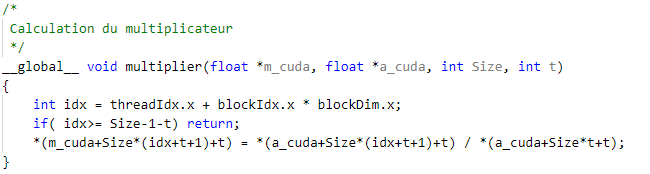 /*
Calculation du multiplicateur
*/
__global__ void multiplier(float *m_cuda, float *a_cuda, int Size, int t)
{
int idx = threadIdx.x + blockIdx.x * blockDim.x;
if( idx>= Size-1-t) return;
*(m_cuda+Size*(idx+t+1)+t) = *(a_cuda+Size*(idx+t+1)+t) / *(a_cuda+Size*t+t);
}